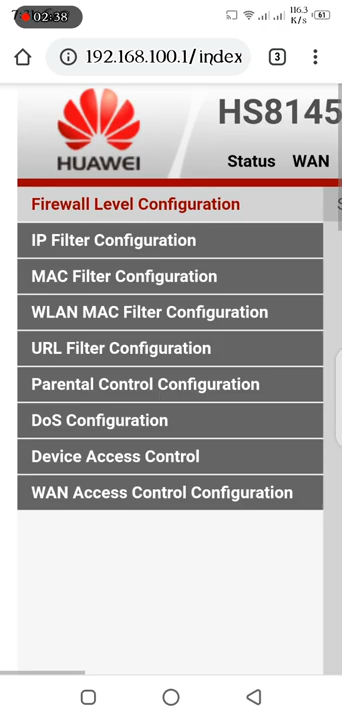 02:38
116.3
K/s
61
192.168.100.1/index
3
HUAWEI
HS8145
Status WAN
Firewall Level Configuration
IP Filter Configuration
MAC Filter Configuration
WLAN MAC Filter Configuration
URL Filter Configuration
Parental Control Configuration
DoS Configuration
Device Access Control
WAN Access Control Configuration